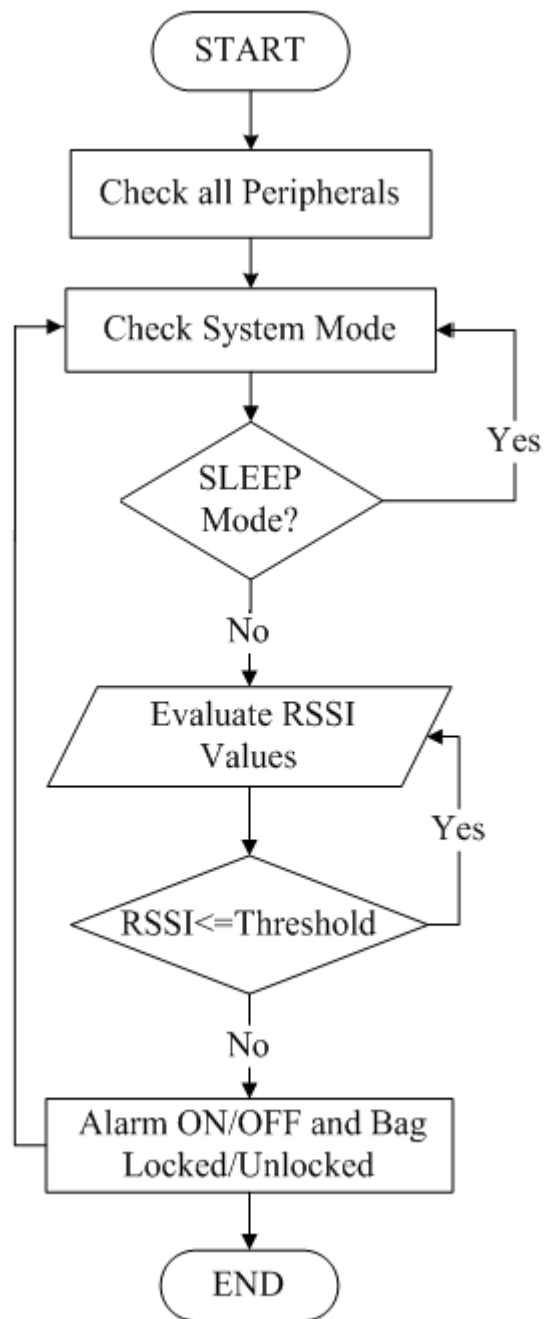 START
Check all Peripherals
Check System Mode
SLEEP
Mode?
Yes
No
Evaluate RSSI
Values
Yes
RSSI<=Threshold
No
Alarm ON/OFF and Bag
Locked/Unlocked
END